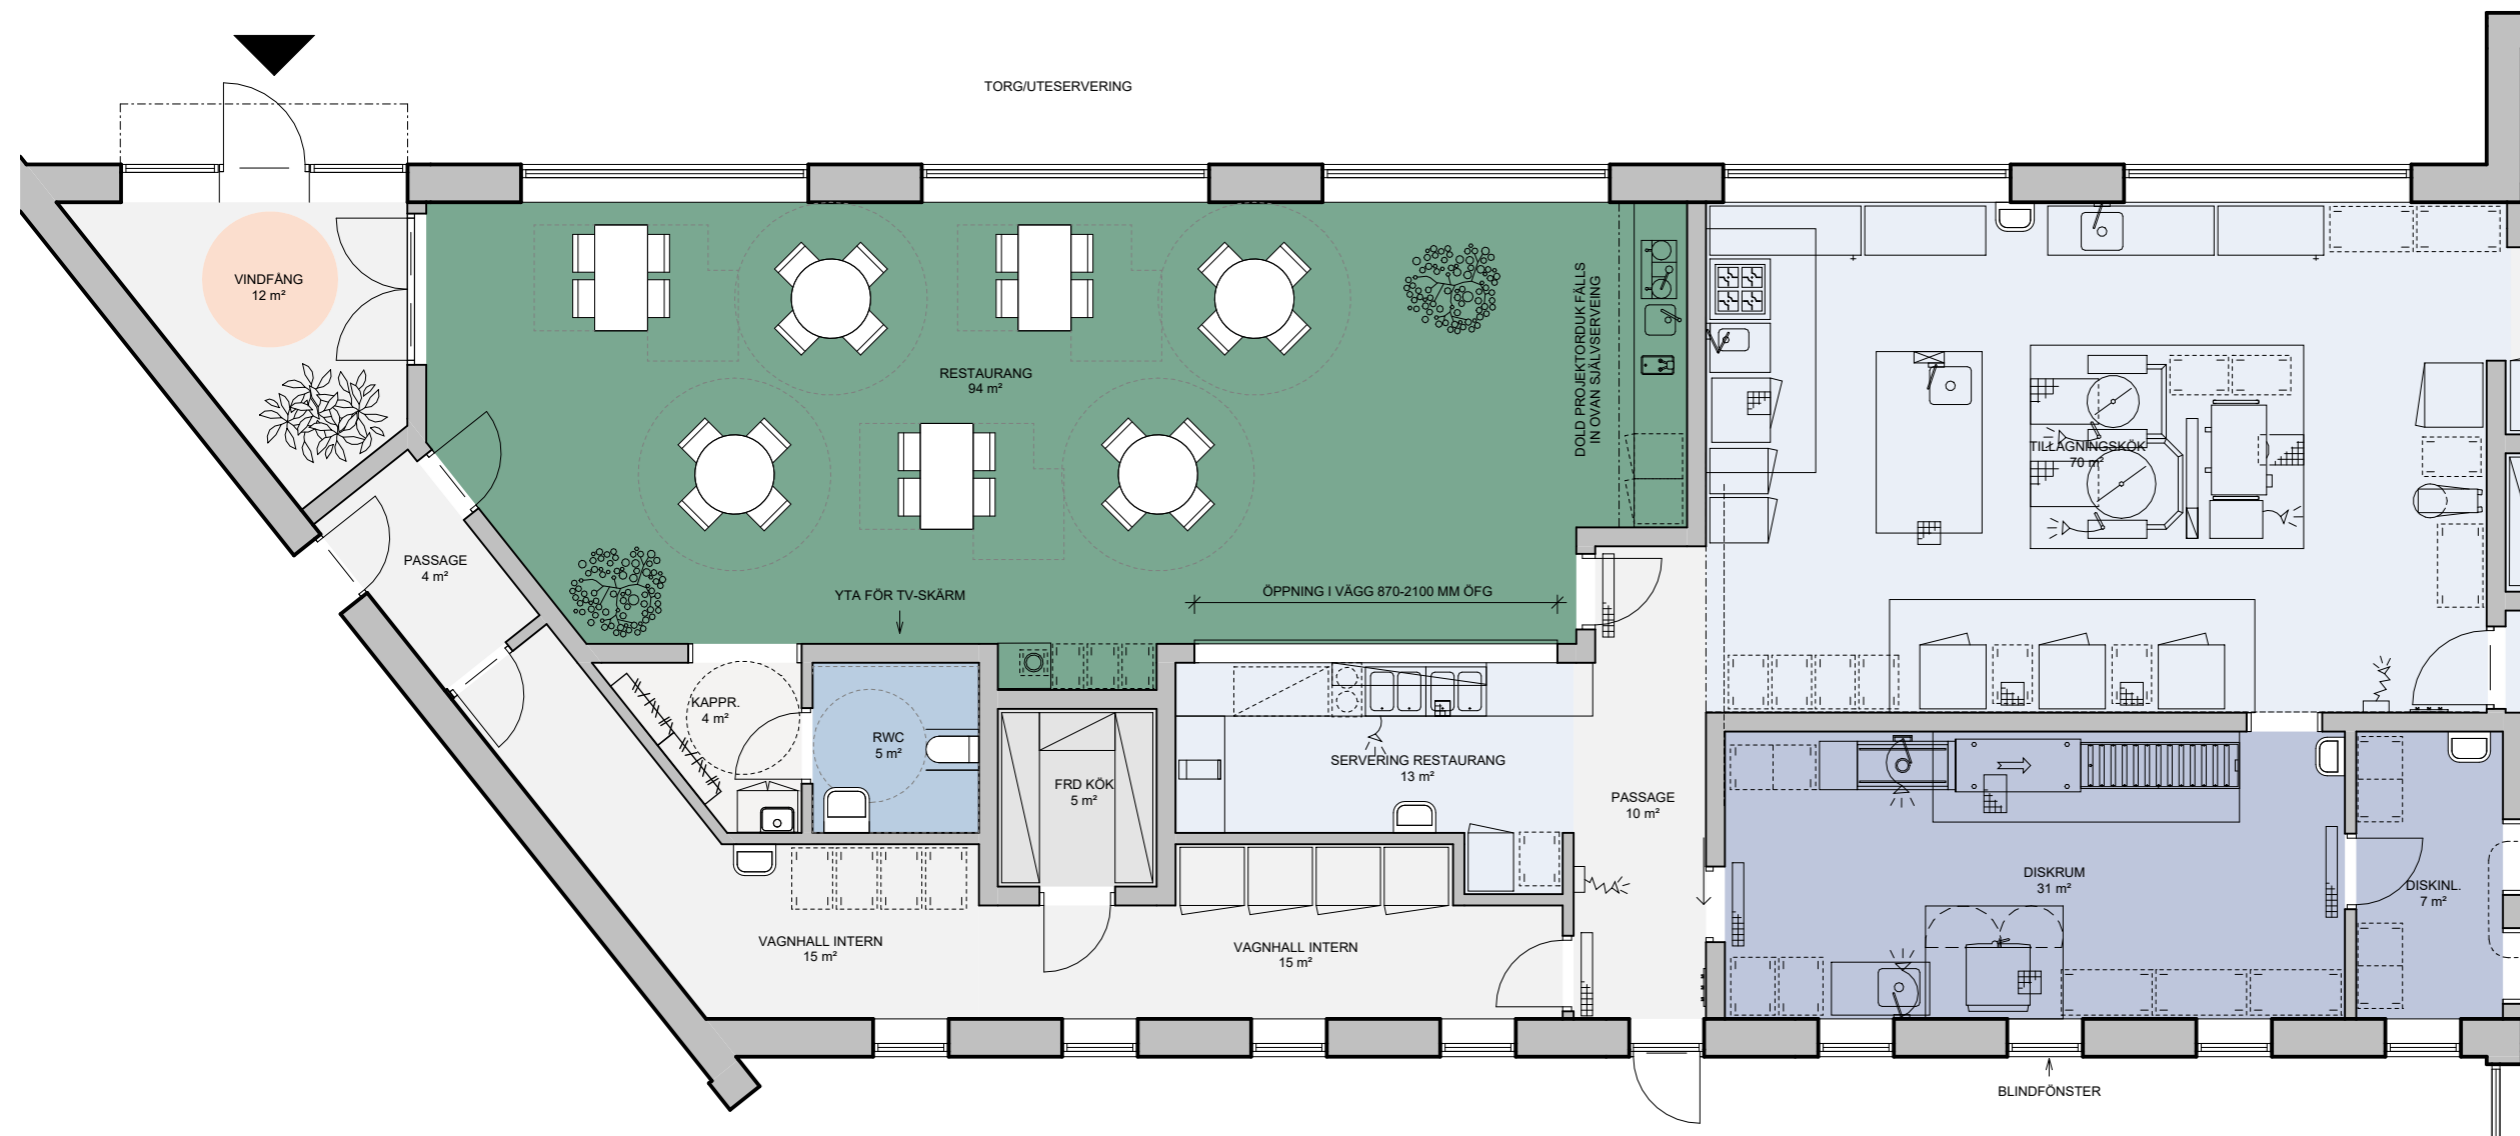 TORG/UTESERVERING
VINDFÅNG
12 m²
RESTAURANG
94 m²
DOLD PROJEKTORDUK FÄLLS
IN OVAN SJÄLVSERVEING
TILLAGNINGSKÖK
70 m²
PASSAGE
4 m²
YTA FÖR TV-SKÄRM
ÖPPNING I VÄGG 870-2100 MM ÖFG
KAPPR.
4 m²
RWC
5 m²
FRD KÖK
5 m²
SERVERING RESTAURANG
13 m²
PASSAGE
10 m²
DISKRUM
31 m²
DISKINL.
7 m²
VAGNHALL INTERN
15 m²
VAGNHALL INTERN
15 m²
BLINDFÖNSTER